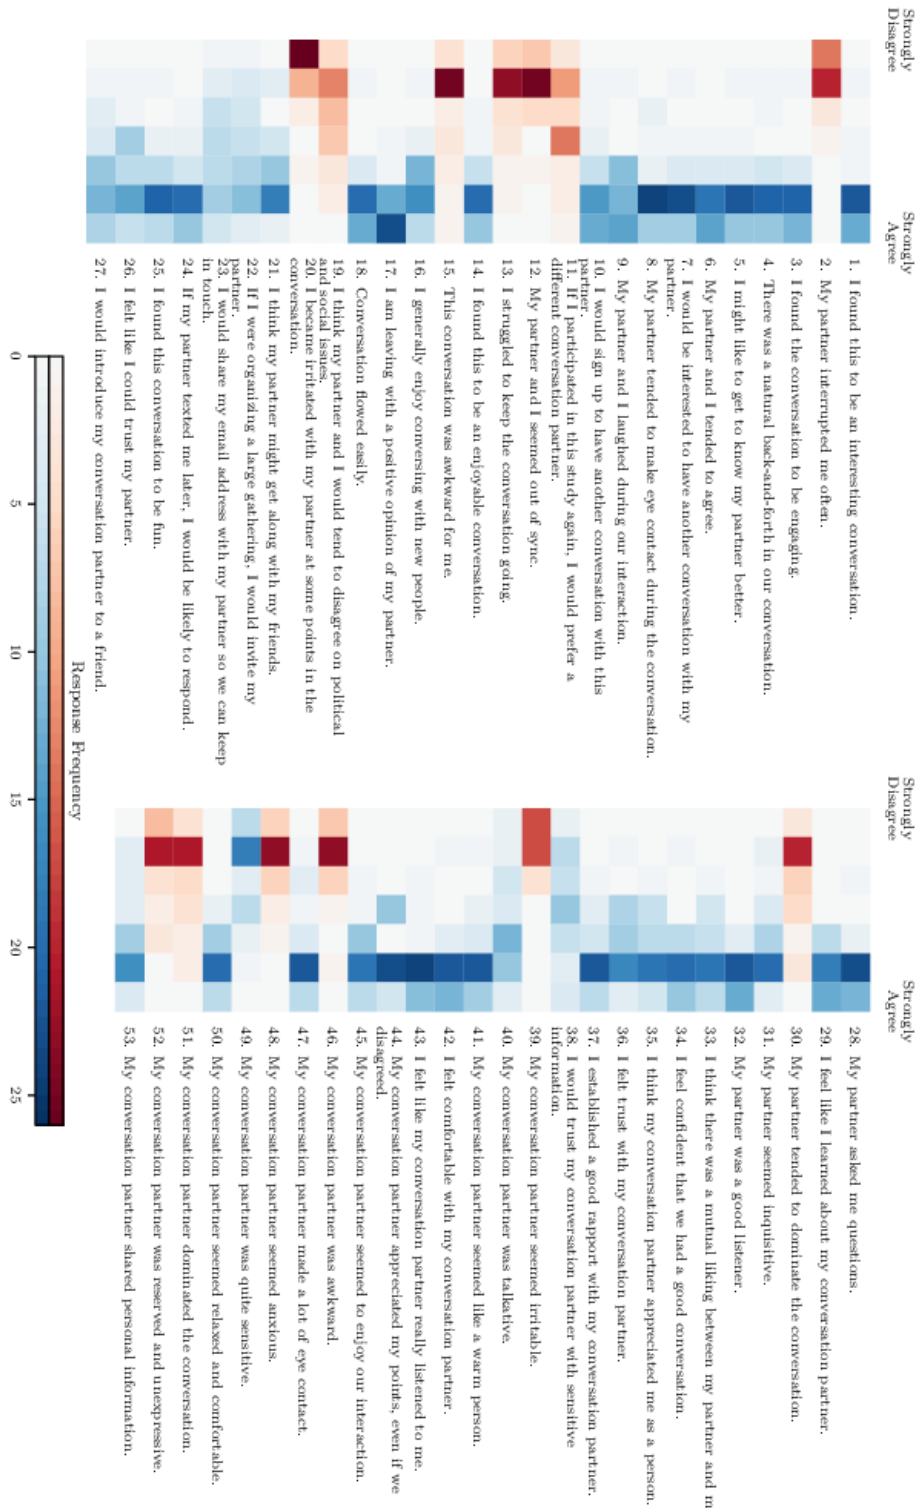 Strongly
Disagree
Strongly
Agree
1. I found this to be an interesting conversation.
2. My partner interrupted me often.
3. I found the conversation to be engaging.
4. There was a natural back-and-forth in our conversation.
5. I might like to get to know my partner better.
6. My partner and I tended to agree.
7. I would be interested to have another conversation with my
partner.
8. My partner tended to make eye contact during the conversation.
9. My partner and I laughed during our interaction.
10. I would sign up to have another conversation with this
partner.
11. If I participated in this study again, I would prefer a
different conversation partner.
12. My partner and I seemed out of sync.
13. I struggled to keep the conversation going.
14. I found this to be an enjoyable conversation.
15. This conversation was awkward for me.
16. I generally enjoy conversing with new people.
17. I am leaving with a positive opinion of my partner.
18. Conversation flowed easily.
19. I think my partner and I would tend to disagree on political
and social issues.
20. I became irritated with my partner at some points in the
conversation.
21. I think my partner might get along with my friends.
22. If I were organizing a large gathering, I would invite my
partner.
23. I would share my email address with my partner so we can keep
in touch.
24. If my partner texted me later, I would be likely to respond.
25. I found this conversation to be fun.
26. I felt like I could trust my partner.
27. I would introduce my conversation partner to a friend.
Strongly
Disagree
Strongly
Agree
28. My partner asked me questions.
29. I feel like I learned about my conversation partner.
30. My partner tended to dominate the conversation.
31. My partner seemed inquisitive.
32. My partner was a good listener.
33. I think there was a mutual liking between my partner and m
34. I feel confident that we had a good conversation.
35. I think my conversation partner appreciated me as a person.
36. I felt trust with my conversation partner.
37. I established a good rapport with my conversation partner.
38. I would trust my conversation partner with sensitive
information.
39. My conversation partner seemed irritable.
40. My conversation partner was talkative.
41. My conversation partner seemed like a warm person.
42. I felt comfortable with my conversation partner.
43. I felt like my conversation partner really listened to me.
44. My conversation partner appreciated my points, even if we
disagreed.
45. My conversation partner seemed to enjoy our interaction.
46. My conversation partner was awkward.
47. My conversation partner made a lot of eye contact.
48. My conversation partner seemed anxious.
49. My conversation partner was quite sensitive.
50. My conversation partner seemed relaxed and comfortable.
51. My conversation partner dominated the conversation.
52. My conversation partner was reserved and unexpressive.
53. My conversation partner shared personal information.
Response Frequency
0 5 10 15 20 25